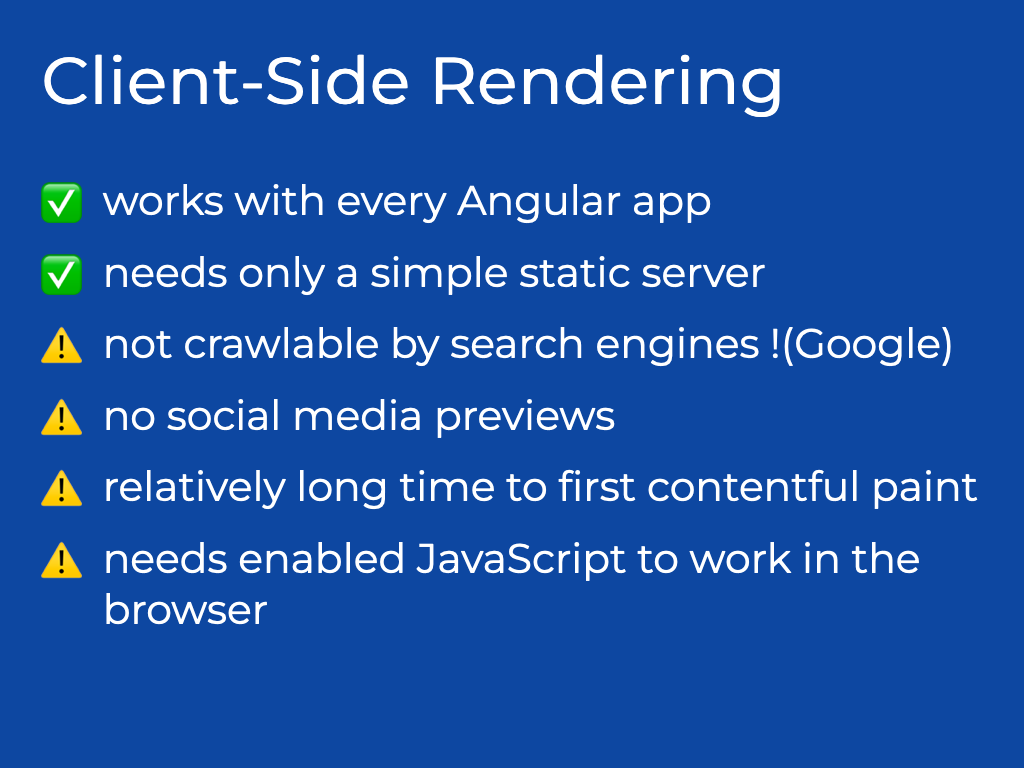 Client-Side Rendering
✅ works with every Angular app
✅ needs only a simple static server
⚠️ not crawlable by search engines !(Google)
⚠️ no social media previews
⚠️ relatively long time to first contentful paint
⚠️ needs enabled JavaScript to work in the
browser